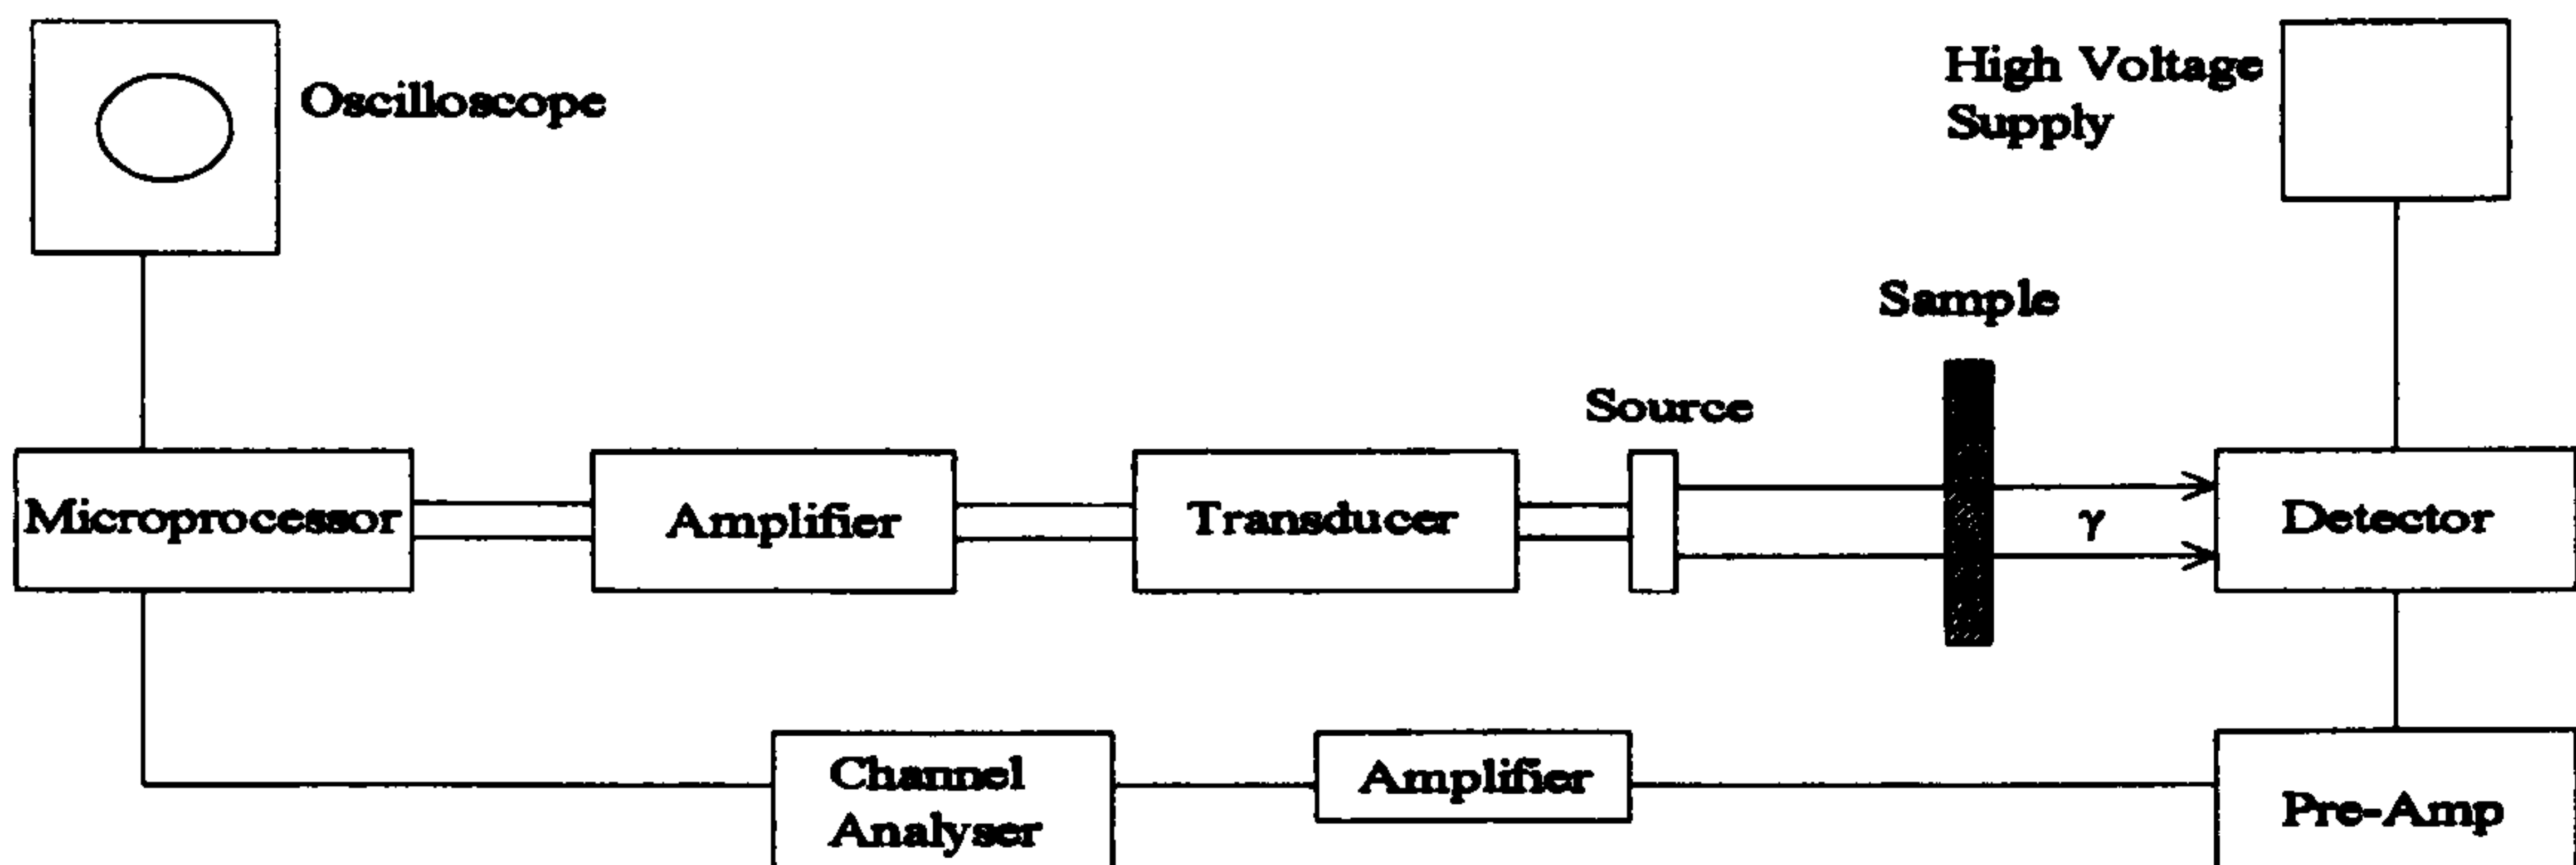 Oscilloscope
High Voltage
Supply
Sample
Source
Microprocessor
Amplifier
Transducer
γ
Detector
Channel
Analyser
Amplifier
Pre-Amp